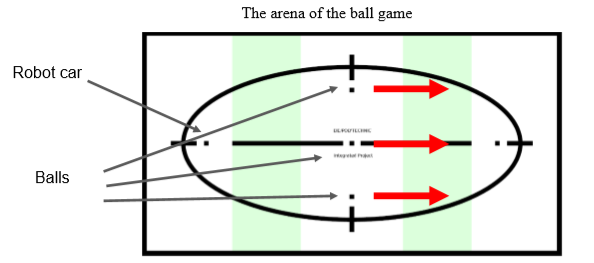 The arena of the ball game
Robot car
Integrated Project
Balls